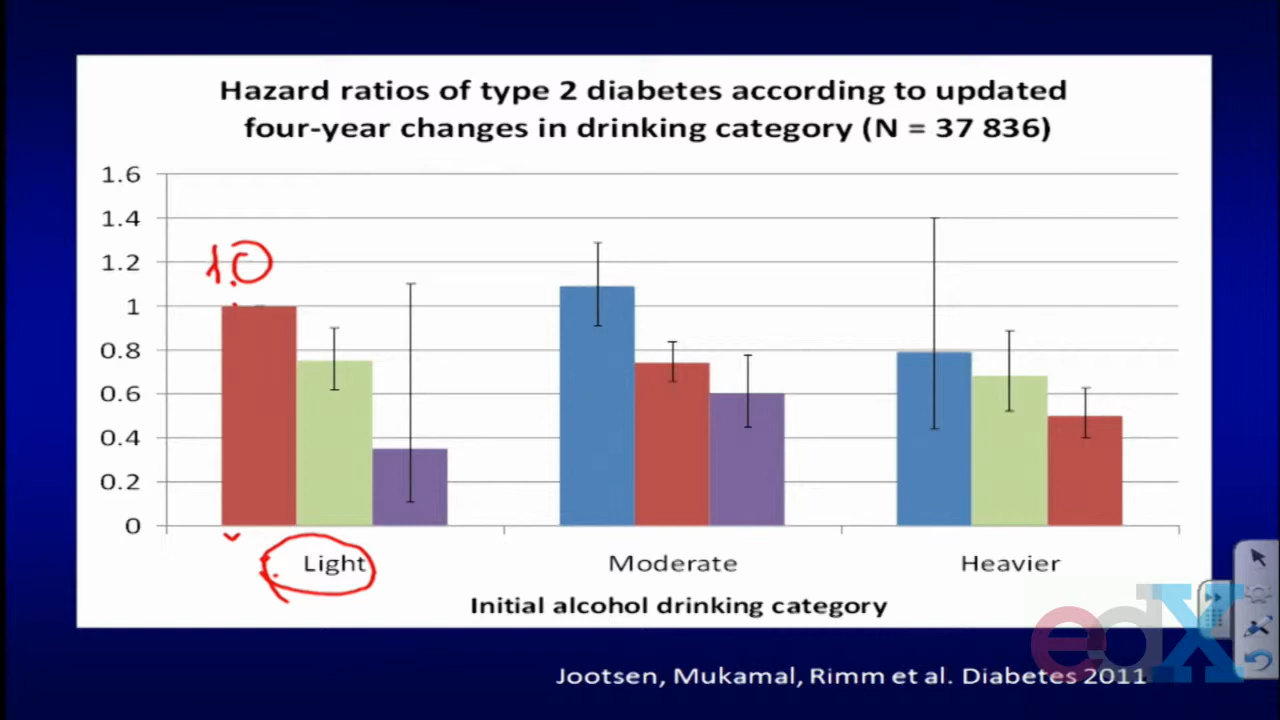 Hazard ratios of type 2 diabetes according to updated
four-year changes in drinking category (N = 37 836)
1.6
1.4
1.2
1
0.8
0.6
0.4
0.2
0
1.0
Light
Moderate
Heavier
Initial alcohol drinking category
edX
Jootsen, Mukamal, Rimm et al. Diabetes 2011